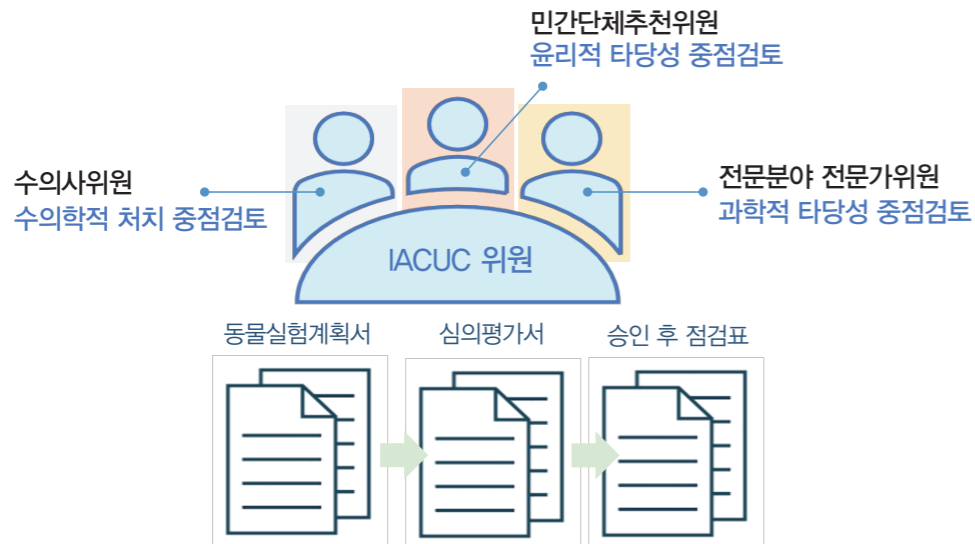 민간단체추천위원
윤리적 타당성 중점검토
수의사위원
수의학적 처치 중점검토
전문분야 전문가위원
과학적 타당성 중점검토
IACUC 위원
동물실험계획서
심의평가서
승인 후 점검표